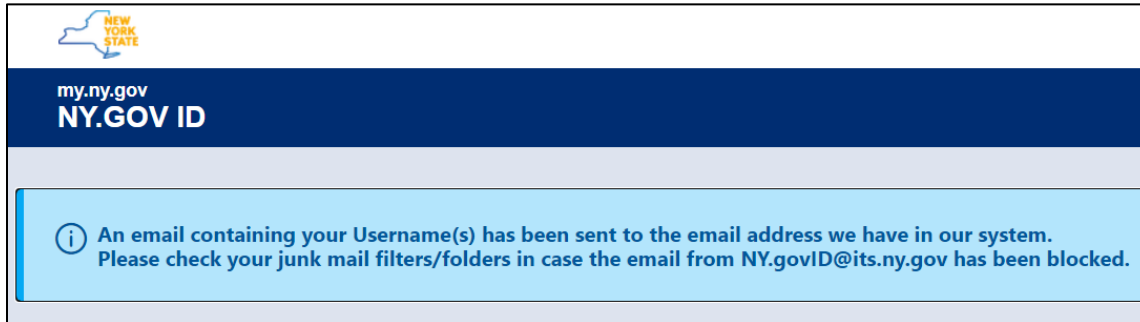 NEW
YORK
STATE
my.ny.gov
NY.GOV ID
An email containing your Username(s) has been sent to the email address we have in our system.
Please check your junk mail filters/folders in case the email from NY.govID@its.ny.gov has been blocked.